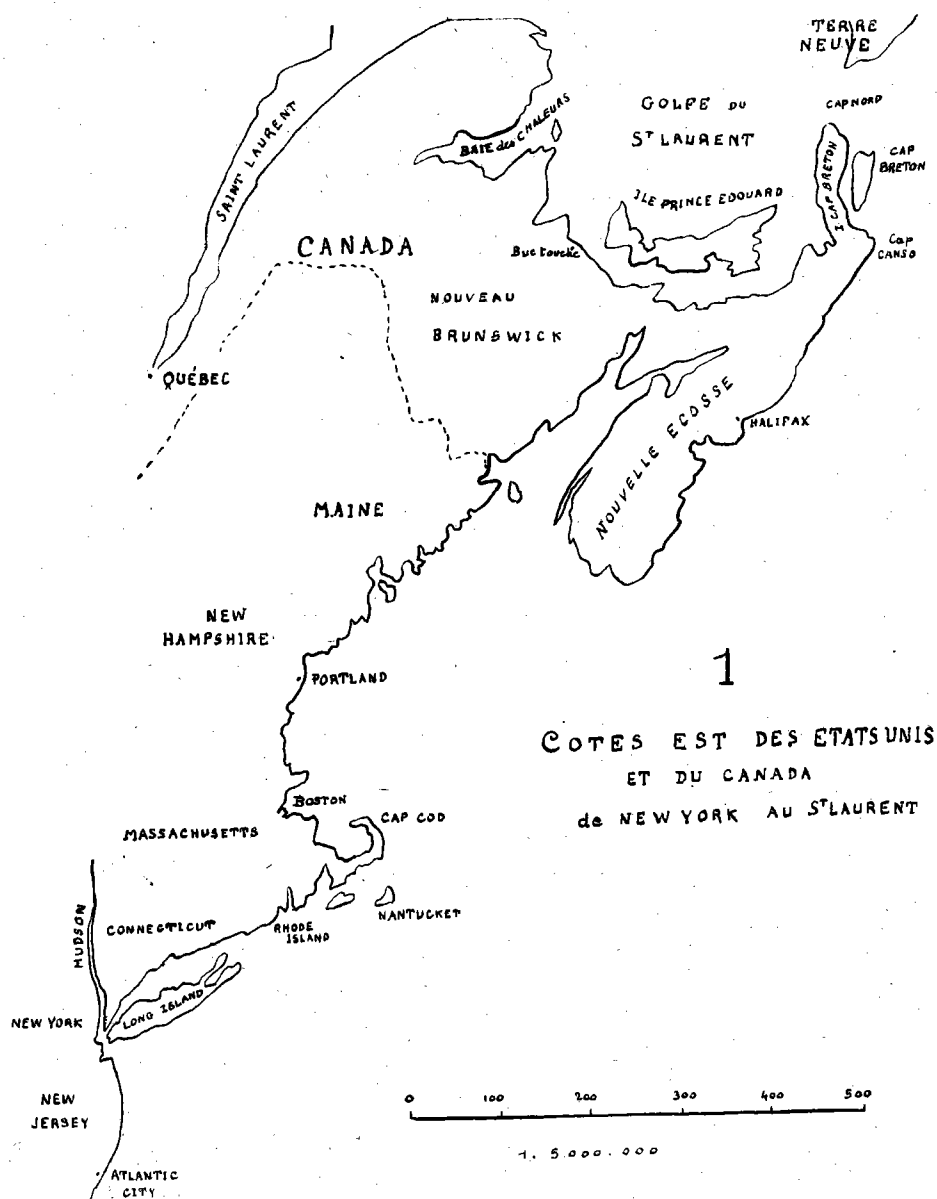 TERRE
NEUVE
GOLFE DU
ST LAURENT
CAP NORD
CAP
BRETON
I CAP BRETON
BAIE des CHALEURS
SAINT LAURENT
ILE PRINCE EDOUARD
CANADA
Buctouche
Cap
CANSO
NOUVEAU
BRUNSWICK
QUÉBEC
NOUVELLE ECOSSE
HALIFAX
MAINE
NEW
HAMPSHIRE
PORTLAND
1
COTES EST DES ETATS UNIS
ET DU CANADA
de NEW YORK AU ST LAURENT
BOSTON
CAP COD
MASSACHUSETTS
HUDSON
CONNECTICUT
RHODE
ISLAND
NANTUCKET
LONG ISLAND
NEW YORK
NEW
JERSEY
0 100 200 300 400 500
1. 5.000.000
ATLANTIC
CITY